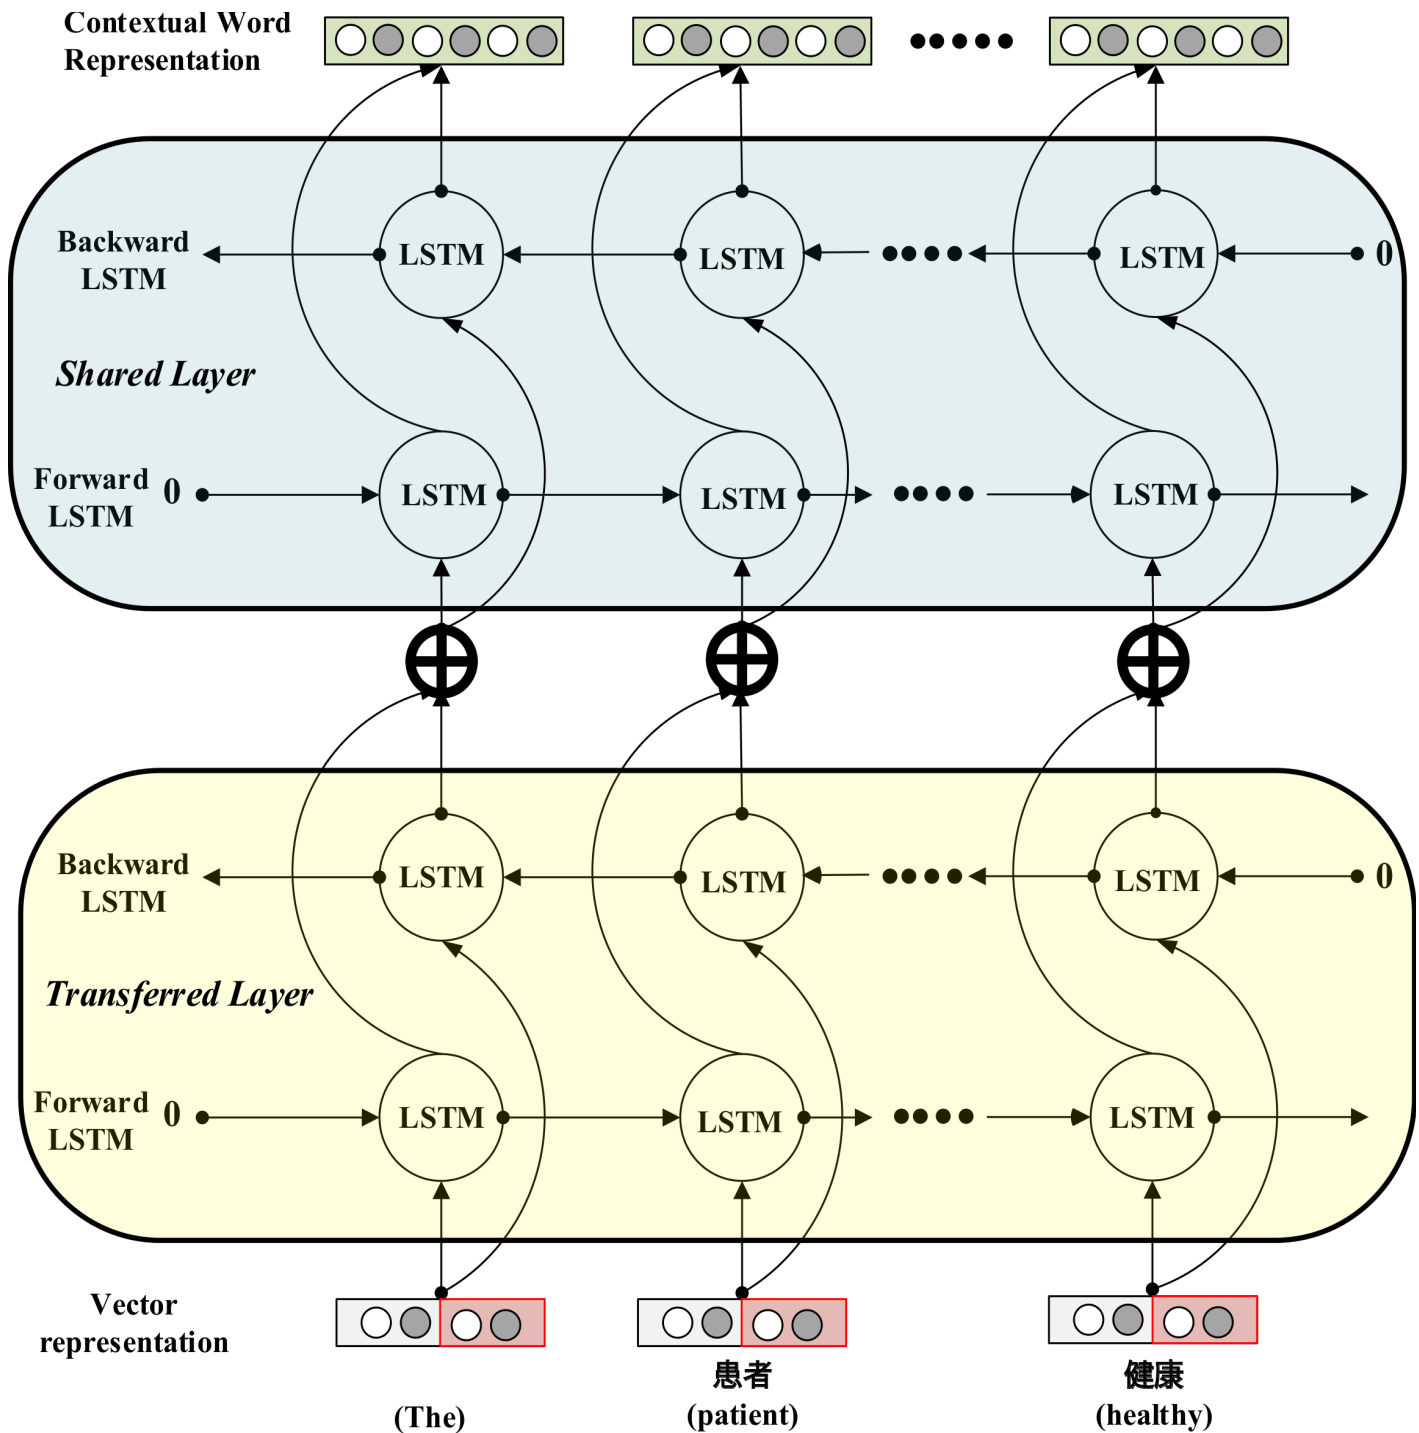 Contextual Word
Representation
Backward
LSTM
LSTM
LSTM
LSTM
0
Shared Layer
Forward
LSTM
0
LSTM
LSTM
LSTM
Backward
LSTM
LSTM
LSTM
LSTM
0
Transferred Layer
Forward
LSTM
0
LSTM
LSTM
LSTM
Vector
representation
患者
健康
(The)
(patient)
(healthy)